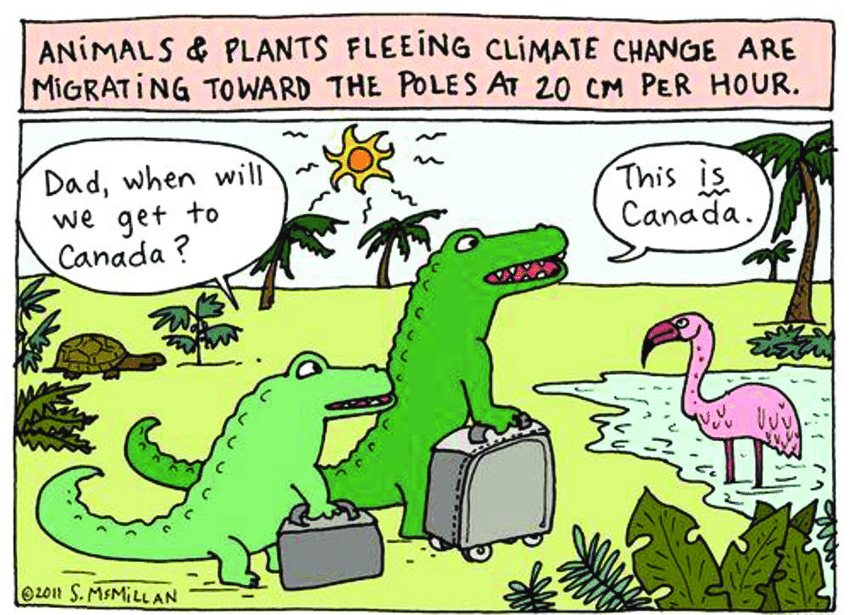 ANiMALS & PLANTS FLEEiNG CLiMATE CHANGE ARE
MiGRATiNG TOWARD THE POLES AT 20 CM PER HOUR.
Dad, when will
we get to
Canada?
This is
Canada.
©2011 S. McMiLLAN